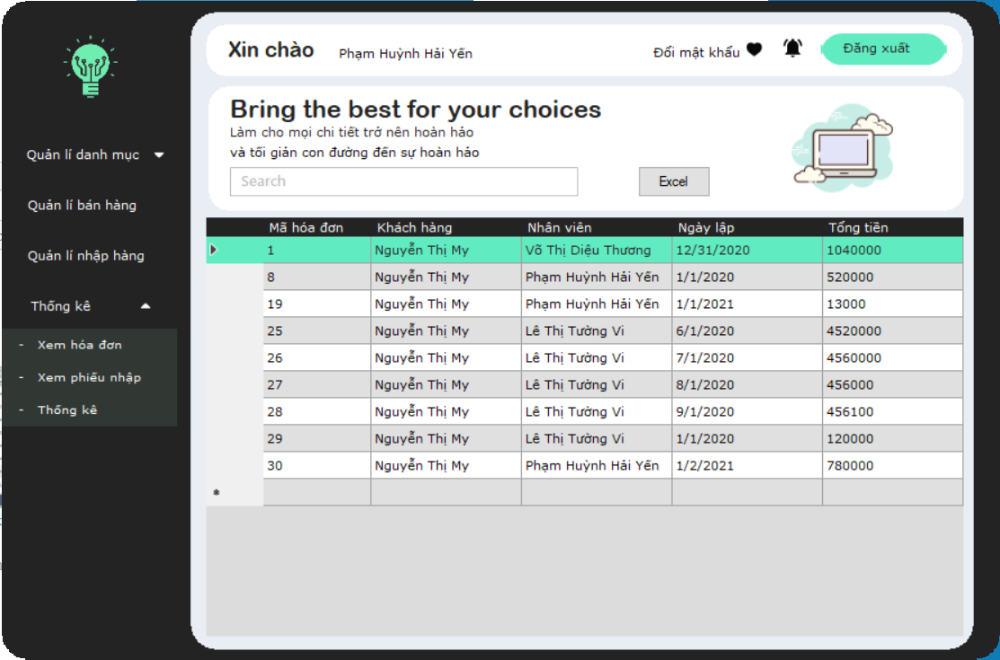 Xin chào Phạm Huỳnh Hải Yến Đổi mật khẩu Đăng xuất
Bring the best for your choices
Làm cho mọi chi tiết trở nên hoàn hảo
và tối giản con đường đến sự hoàn hảo
Search Excel
Quản lí danh mục
Quản lí bán hàng
Quản lí nhập hàng
Thống kê
- Xem hóa đơn
- Xem phiếu nhập
- Thống kê
Mã hóa đơn Khách hàng Nhân viên Ngày lập Tổng tiền
1 Nguyễn Thị My Võ Thị Diệu Thương 12/31/2020 1040000
8 Nguyễn Thị My Phạm Huỳnh Hải Yến 1/1/2020 520000
19 Nguyễn Thị My Phạm Huỳnh Hải Yến 1/1/2021 13000
25 Nguyễn Thị My Lê Thị Tường Vi 6/1/2020 4520000
26 Nguyễn Thị My Lê Thị Tường Vi 7/1/2020 4560000
27 Nguyễn Thị My Lê Thị Tường Vi 8/1/2020 456000
28 Nguyễn Thị My Lê Thị Tường Vi 9/1/2020 456100
29 Nguyễn Thị My Lê Thị Tường Vi 1/1/2020 120000
30 Nguyễn Thị My Phạm Huỳnh Hải Yến 1/2/2021 780000